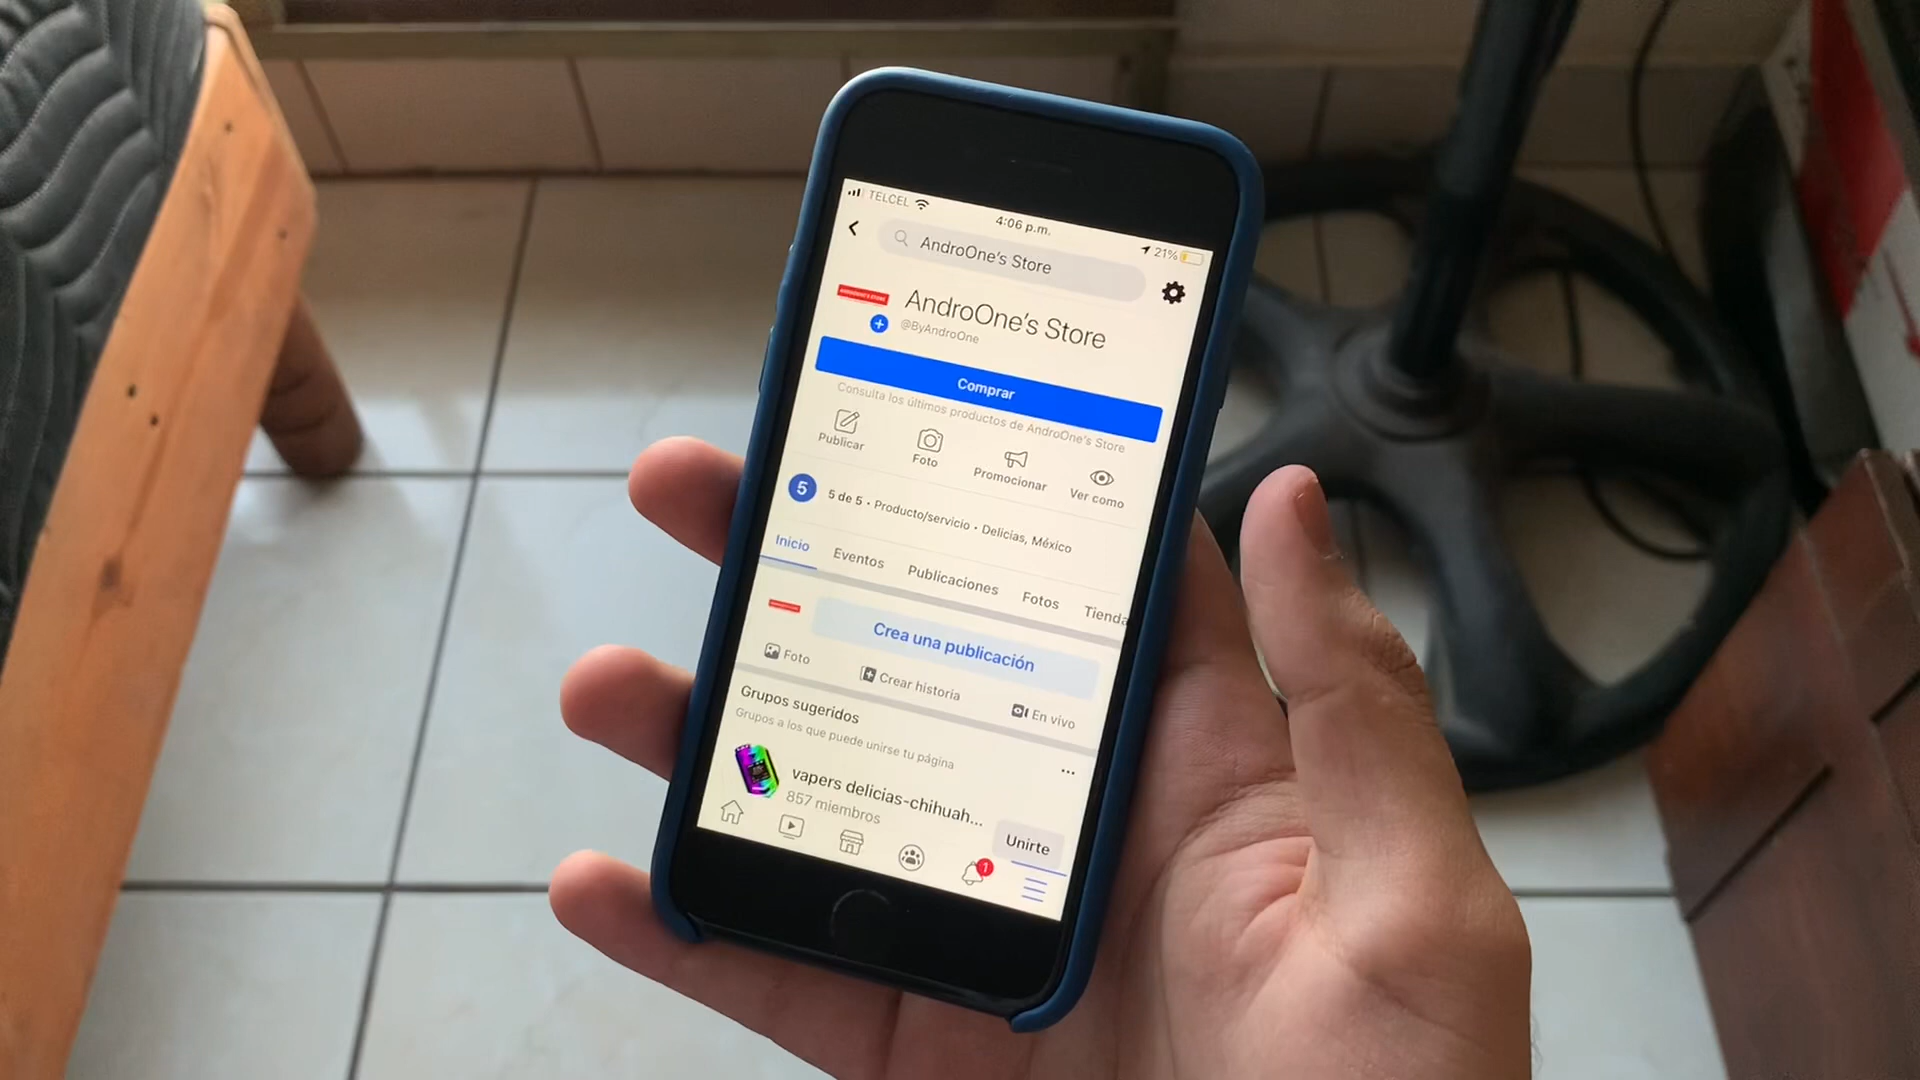 TELCEL
4:06 p.m.
21%
AndroOne's Store
ANDROONE'S STORE
AndroOne's Store
@ByAndroOne
Comprar
Consulta los últimos productos de AndroOne's Store
Publicar
Foto
Promocionar
Ver como
5
5 de 5 • Producto/servicio • Delicias, México
Inicio
Eventos
Publicaciones
Fotos
Tienda
Crea una publicación
Foto
Crear historia
En vivo
Grupos sugeridos
Grupos a los que puede unirse tu página
vapers delicias-chihuah...
857 miembros
Unirte
1